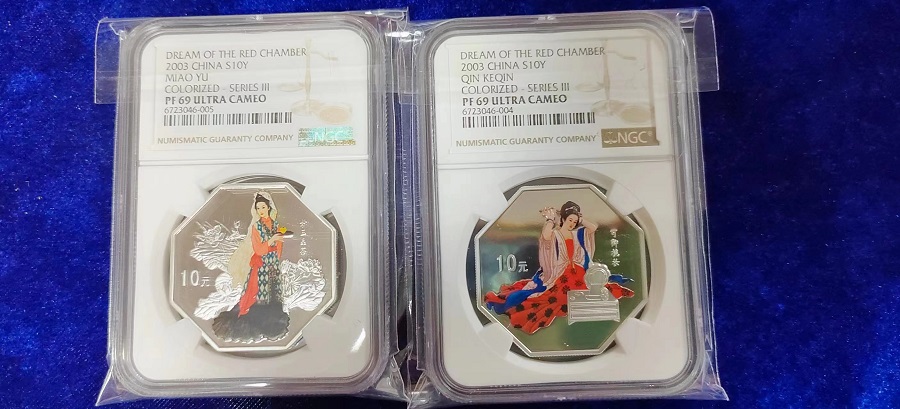 DREAM OF THE RED CHAMBER
2003 CHINA S10Y
MIAO YU
COLORIZED - SERIES III
PF 69 ULTRA CAMEO
6723046-005
NUMISMATIC GUARANTY COMPANY
NGC
10元
DREAM OF THE RED CHAMBER
2003 CHINA S10Y
QIN KEQIN
COLORIZED - SERIES III
PF 69 ULTRA CAMEO
6723046-004
NUMISMATIC GUARANTY COMPANY
NGC
10元